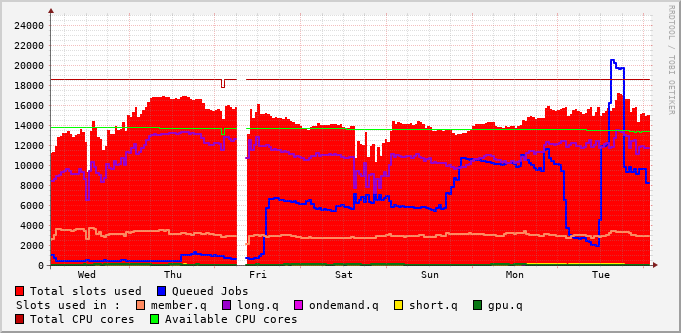 RRDTOOL / TOBI OETIKER
24000
22000
20000
18000
16000
14000
12000
10000
8000
6000
4000
2000
0
Wed Thu Fri Sat Sun Mon Tue
Total slots used Queued Jobs
Slots used in : member.q long.q ondemand.q short.q gpu.q
Total CPU cores Available CPU cores